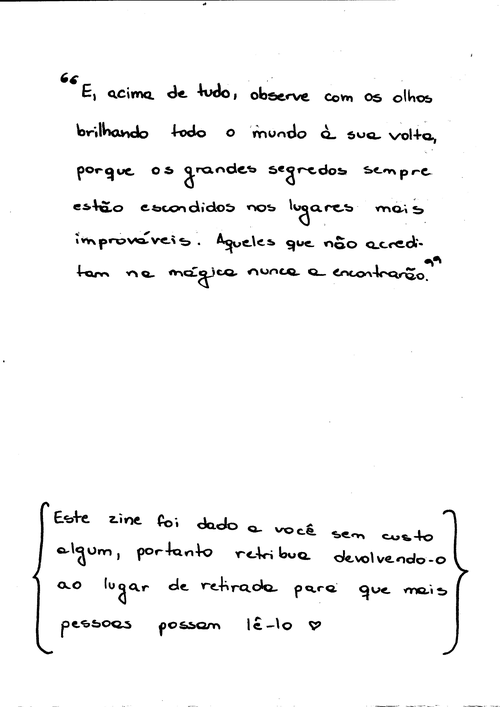 “E, acima de tudo, observe com os olhos
brilhando todo o mundo à sua volta,
porque os grandes segredos sempre
estão escondidos nos lugares mais
improváveis. Aqueles que não acredi-
tam na mágica nunca a encontrarão.”
{Este zine foi dado a você sem custo
algum, portanto retribua devolvendo-o
ao lugar de retirada para que mais
pessoas possam lê-lo ♡}